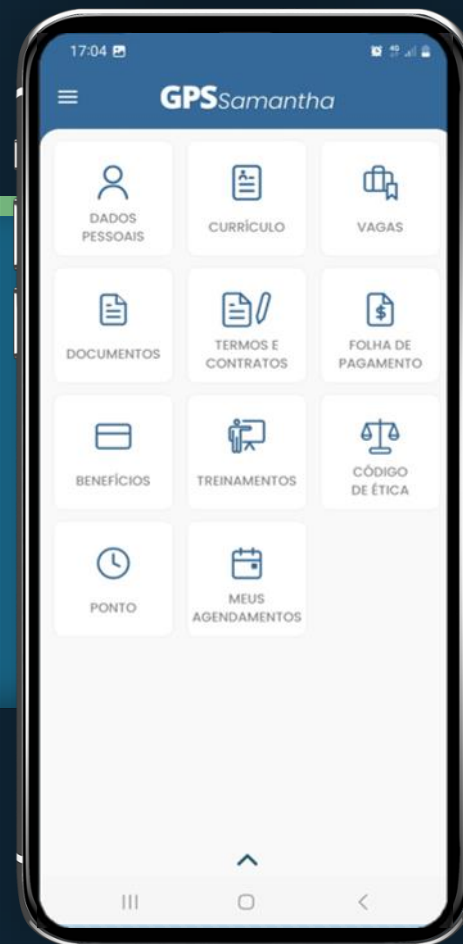 17:04
4G
GPSSamantha
DADOS
PESSOAIS
CURRÍCULO
VAGAS
DOCUMENTOS
TERMOS E
CONTRATOS
FOLHA DE
PAGAMENTO
BENEFÍCIOS
TREINAMENTOS
CÓDIGO
DE ÉTICA
PONTO
MEUS
AGENDAMENTOS